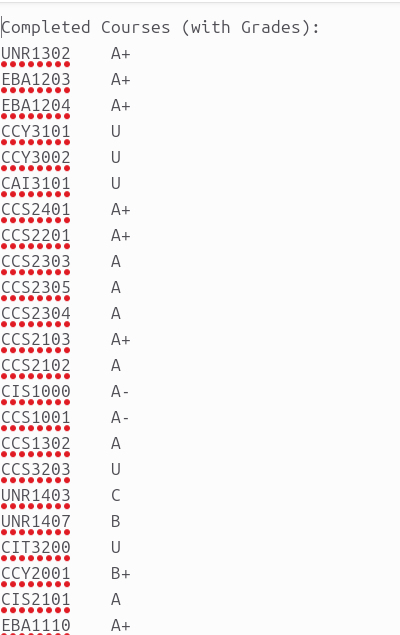 Completed Courses (with Grades):
UNR1302 A+
EBA1203 A+
EBA1204 A+
CCY3101 U
CCY3002 U
CAI3101 U
CCS2401 A+
CCS2201 A+
CCS2303 A
CCS2305 A
CCS2304 A
CCS2103 A+
CCS2102 A
CIS1000 A-
CCS1001 A-
CCS1302 A
CCS3203 U
UNR1403 C
UNR1407 B
CIT3200 U
CCY2001 B+
CIS2101 A
EBA1110 A+